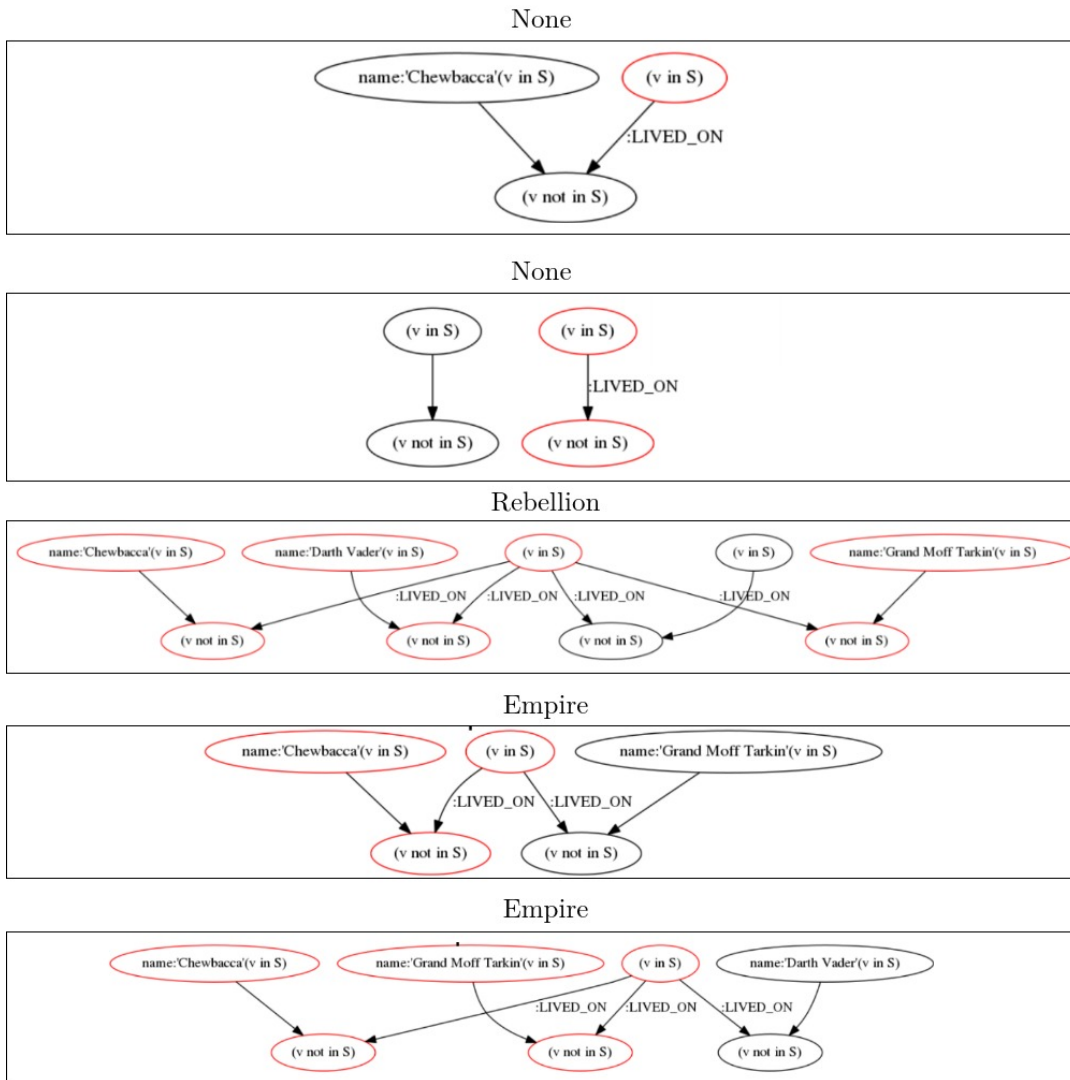 None
name:'Chewbacca'(v in S) (v in S)
:LIVED_ON
(v not in S)
None
(v in S) (v in S)
:LIVED_ON
(v not in S) (v not in S)
Rebellion
name:'Chewbacca'(v in S) name:'Darth Vader'(v in S) (v in S) (v in S) name:'Grand Moff Tarkin'(v in S)
:LIVED_ON :LIVED_ON :LIVED_ON :LIVED_ON
(v not in S) (v not in S) (v not in S) (v not in S)
Empire
name:'Chewbacca'(v in S) (v in S) name:'Grand Moff Tarkin'(v in S)
:LIVED_ON :LIVED_ON
(v not in S) (v not in S)
Empire
name:'Chewbacca'(v in S) name:'Grand Moff Tarkin'(v in S) (v in S) name:'Darth Vader'(v in S)
:LIVED_ON :LIVED_ON :LIVED_ON
(v not in S) (v not in S) (v not in S)